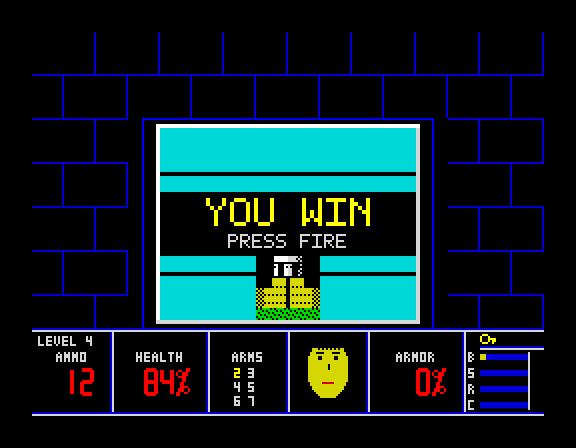 YOU WIN
PRESS FIRE
LEVEL 4
AMMO
12
HEALTH
84%
ARMS
2 3
4 5
6 7
ARMOR
0%
B
S
R
C